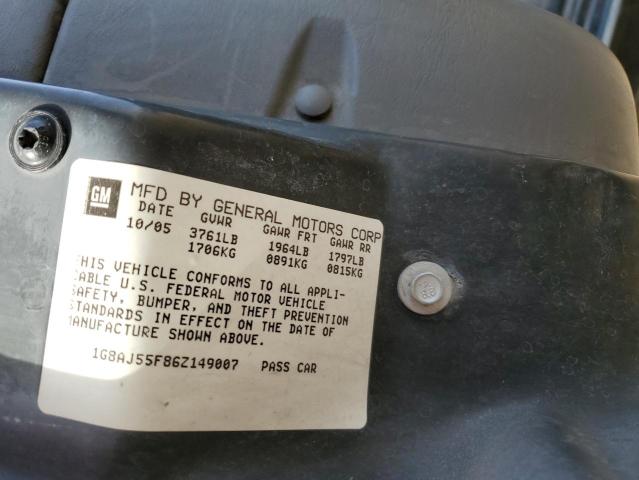 GM
MFD BY GENERAL MOTORS CORP
DATE GVWR GAWR FRT GAWR RR
10/05 3761LB 1964LB 1797LB
1706KG 0891KG 0815KG
THIS VEHICLE CONFORMS TO ALL APPLI-
CABLE U.S. FEDERAL MOTOR VEHICLE
SAFETY, BUMPER, AND THEFT PREVENTION
STANDARDS IN EFFECT ON THE DATE OF
MANUFACTURE SHOWN ABOVE.
1G8AJ55F86Z149007 PASS CAR